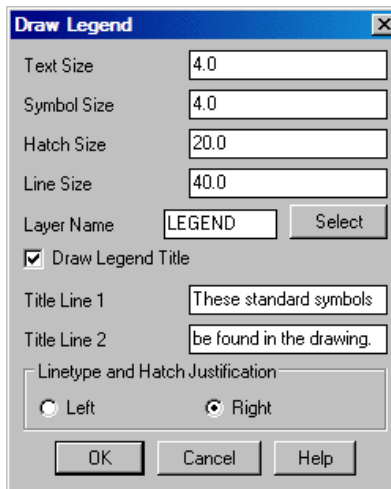 Draw Legend
Text Size 4.0
Symbol Size 4.0
Hatch Size 20.0
Line Size 40.0
Layer Name LEGEND Select
Draw Legend Title
Title Line 1 These standard symbols
Title Line 2 be found in the drawing.
Linetype and Hatch Justification
Left Right
OK Cancel Help